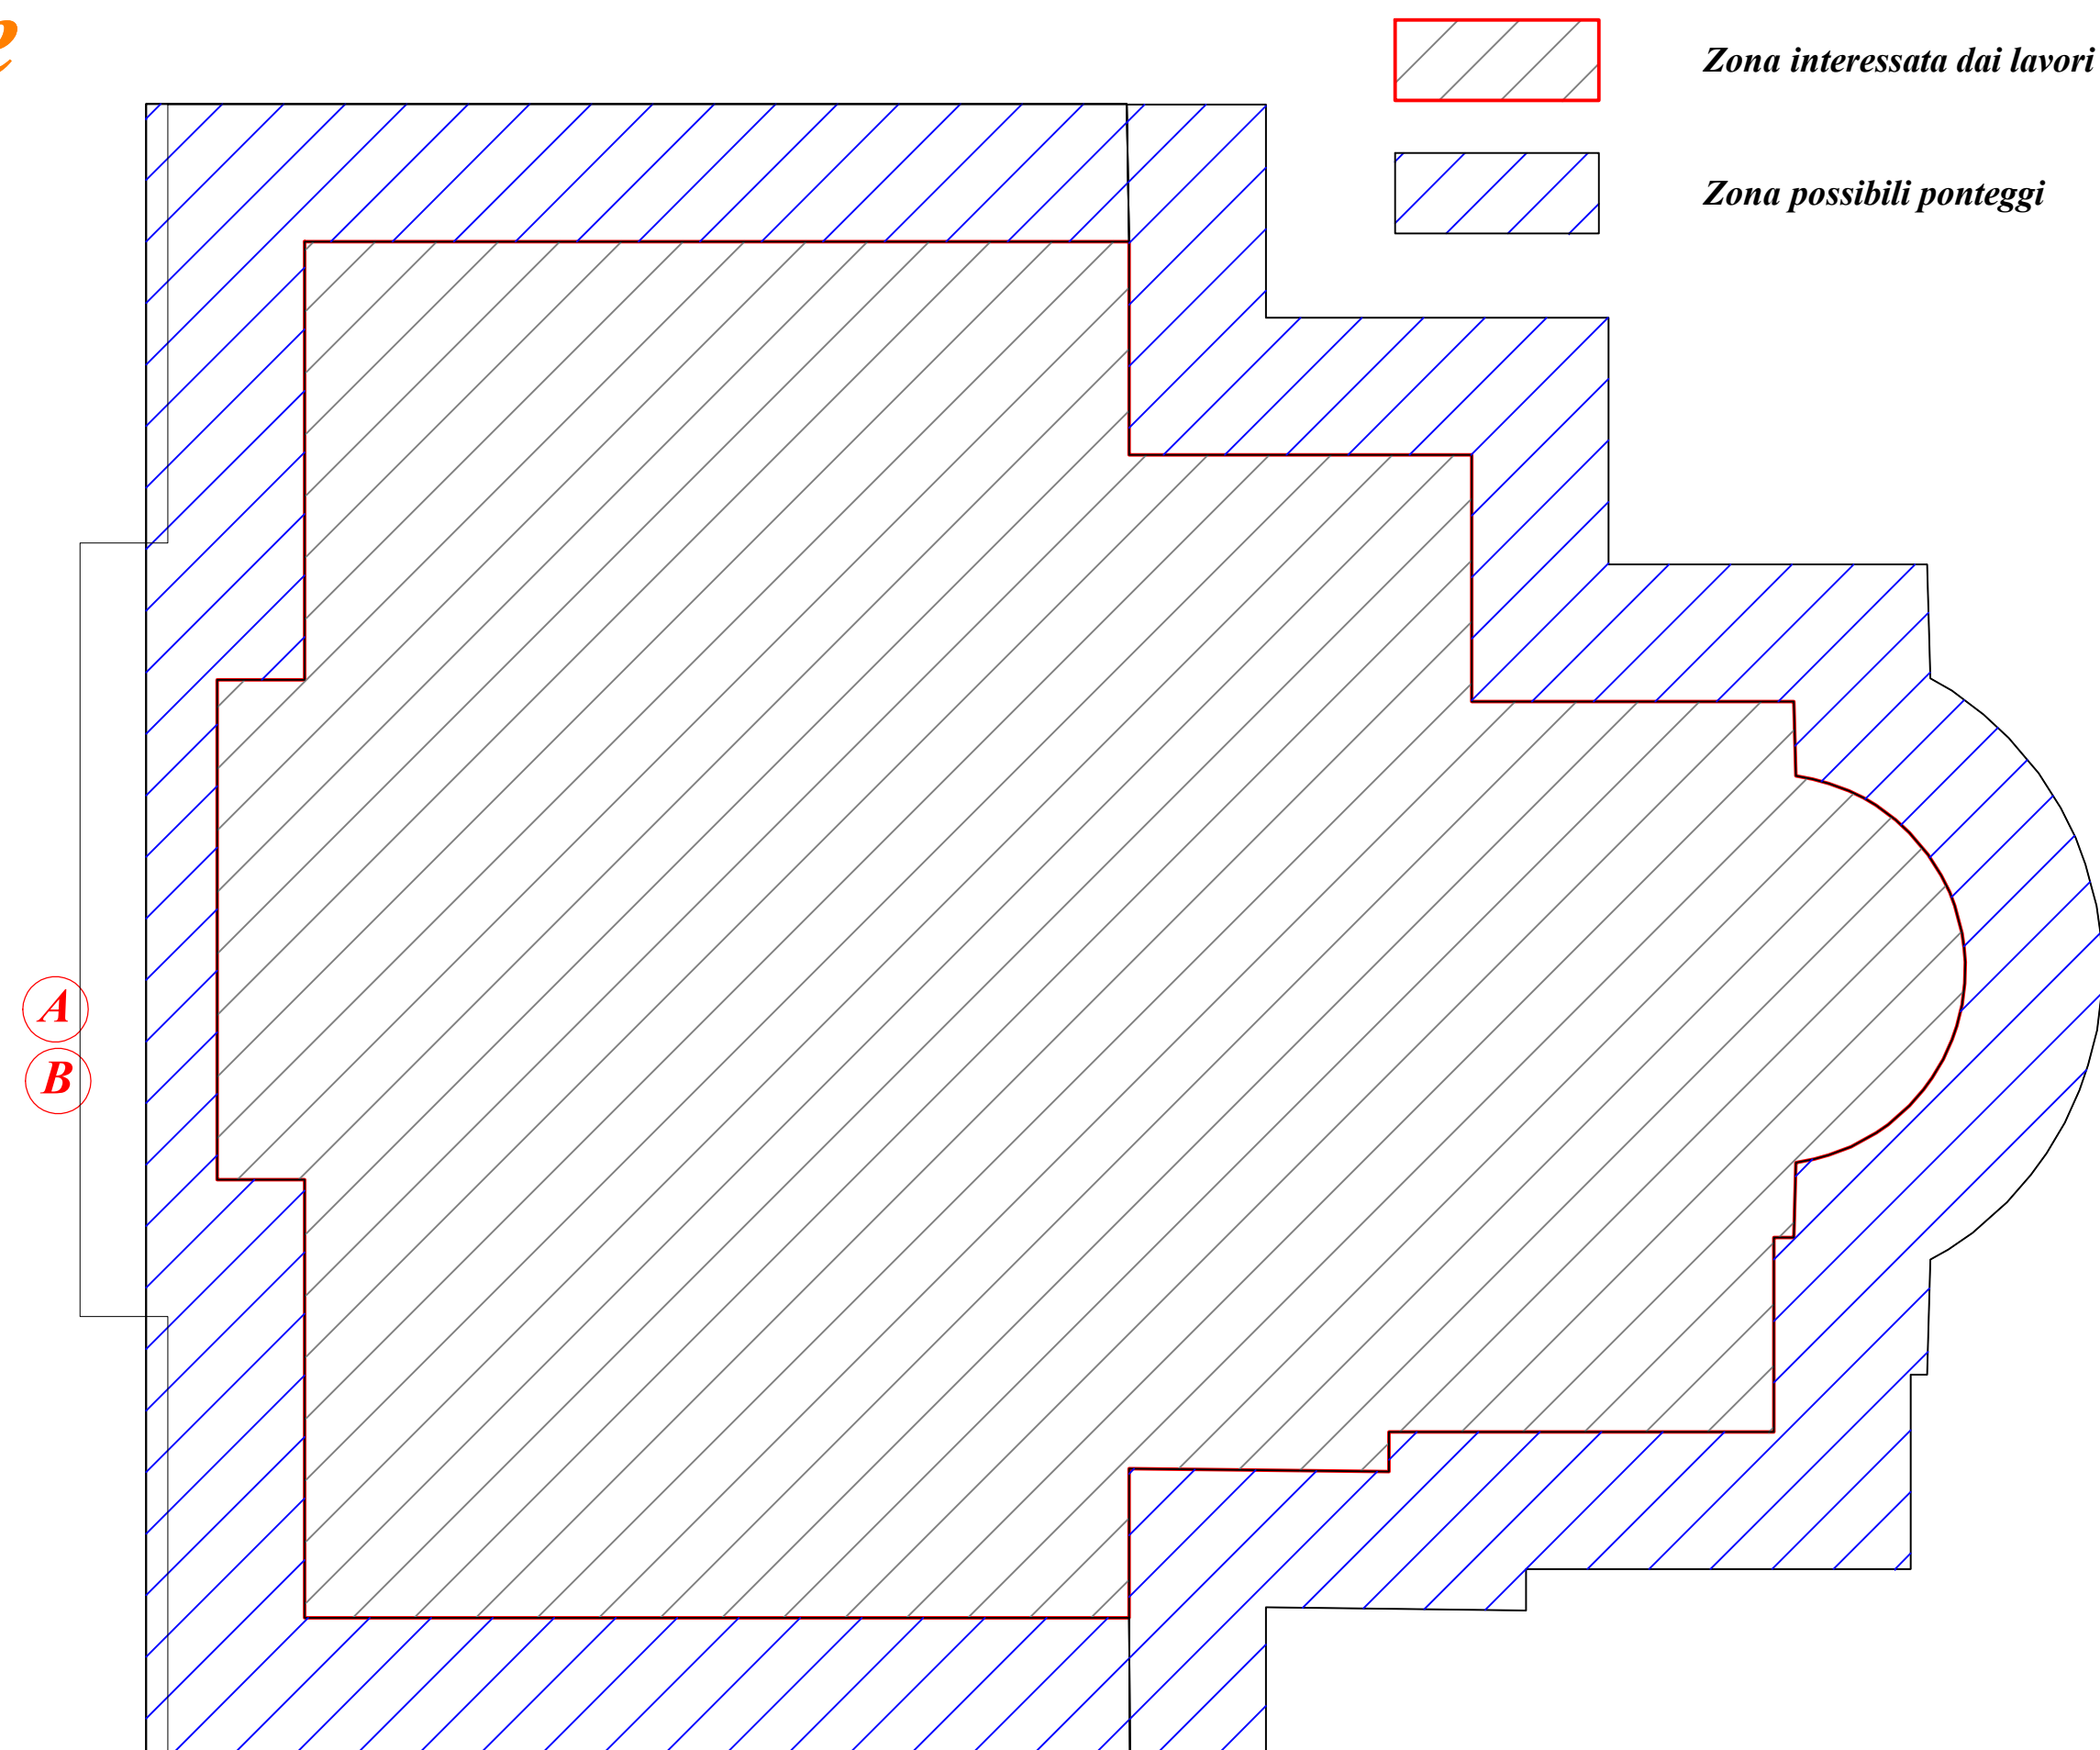 e
Zona interessata dai lavori
Zona possibili ponteggi
A
B